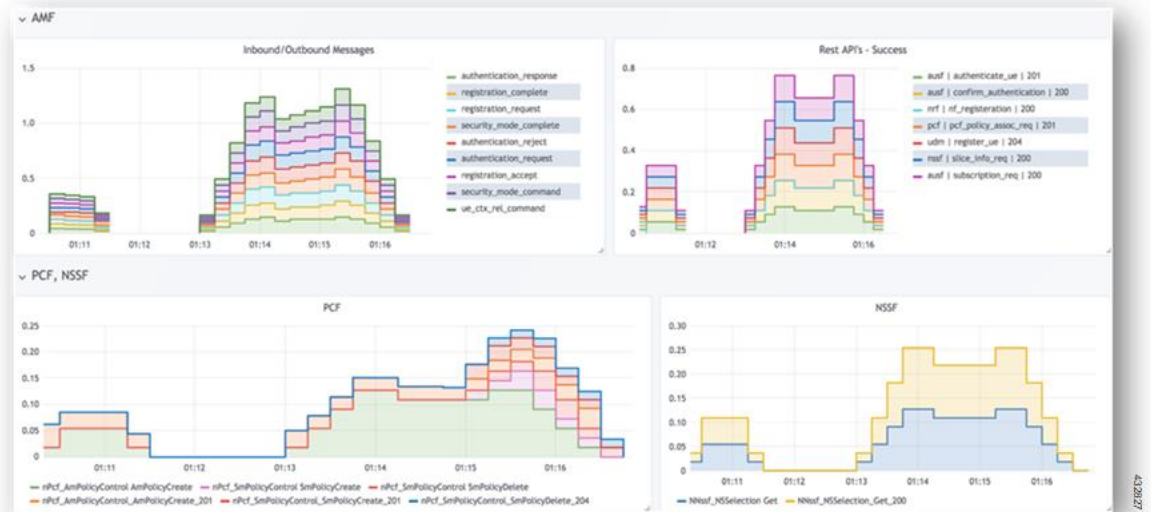 AMF
Inbound/Outbound Messages
1.5
1.0
0.5
0
01:11 01:12 01:13 01:14 01:15 01:16
authentication_response
registration_complete
registration_request
security_mode_complete
authentication_reject
authentication_request
registration_accept
security_mode_command
ue_ctx_rel_command
Rest API's - Success
0.8
0.6
0.4
0.2
0
01:12 01:14 01:16
ausf | authenticate_ue | 201
ausf | confirm_authentication | 200
nrf | nf_registeration | 200
pcf | pcf_policy_assoc_req | 201
udm | register_ue | 204
nssf | slice_info_req | 200
ausf | subscription_req | 200
PCF, NSSF
PCF
0.25
0.20
0.15
0.10
0.05
0
01:11 01:12 01:13 01:14 01:15 01:16
nPcf_AmPolicyControl AmPolicyCreate nPcf_SmPolicyControl SmPolicyCreate nPcf_SmPolicyControl SmPolicyDelete
nPcf_AmPolicyControl_AmPolicyCreate_201 nPcf_SmPolicyControl_SmPolicyCreate_201 nPcf_SmPolicyControl_SmPolicyDelete_204
NSSF
0.30
0.25
0.20
0.15
0.10
0.05
0
01:11 01:12 01:13 01:14 01:15 01:16
NNssf_NSSelection Get NNssf_NSSelection_Get_200
432827